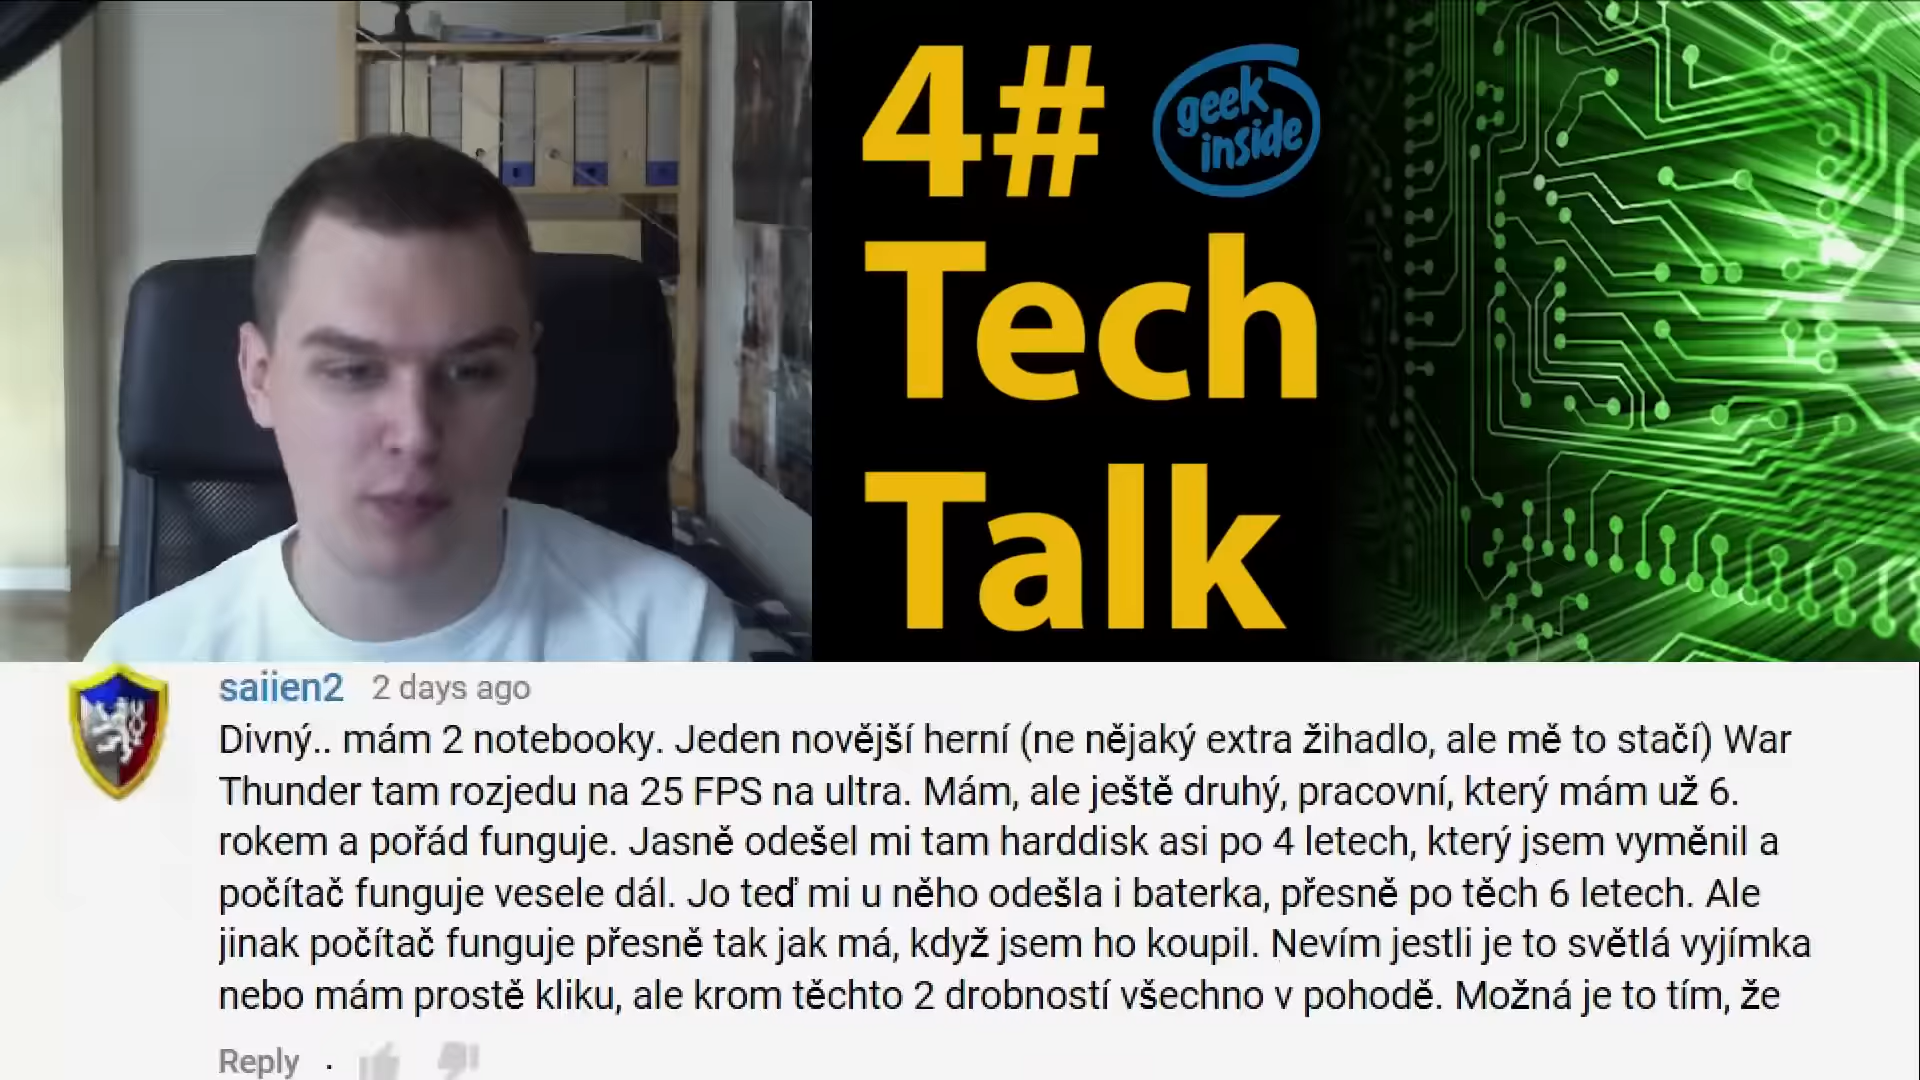 4#
geek
inside
Tech
Talk
saiien2 2 days ago
Divný.. mám 2 notebooky. Jeden novější herní (ne nějaký extra žihadlo, ale mě to stačí) War
Thunder tam rozjedu na 25 FPS na ultra. Mám, ale ještě druhý, pracovní, který mám už 6.
rokem a pořád funguje. Jasně odešel mi tam harddisk asi po 4 letech, který jsem vyměnil a
počítač funguje vesele dál. Jo teď mi u něho odešla i baterka, přesně po těch 6 letech. Ale
jinak počítač funguje přesně tak jak má, když jsem ho koupil. Nevím jestli je to světlá vyjímka
nebo mám prostě kliku, ale krom těchto 2 drobností všechno v pohodě. Možná je to tím, že
Reply .